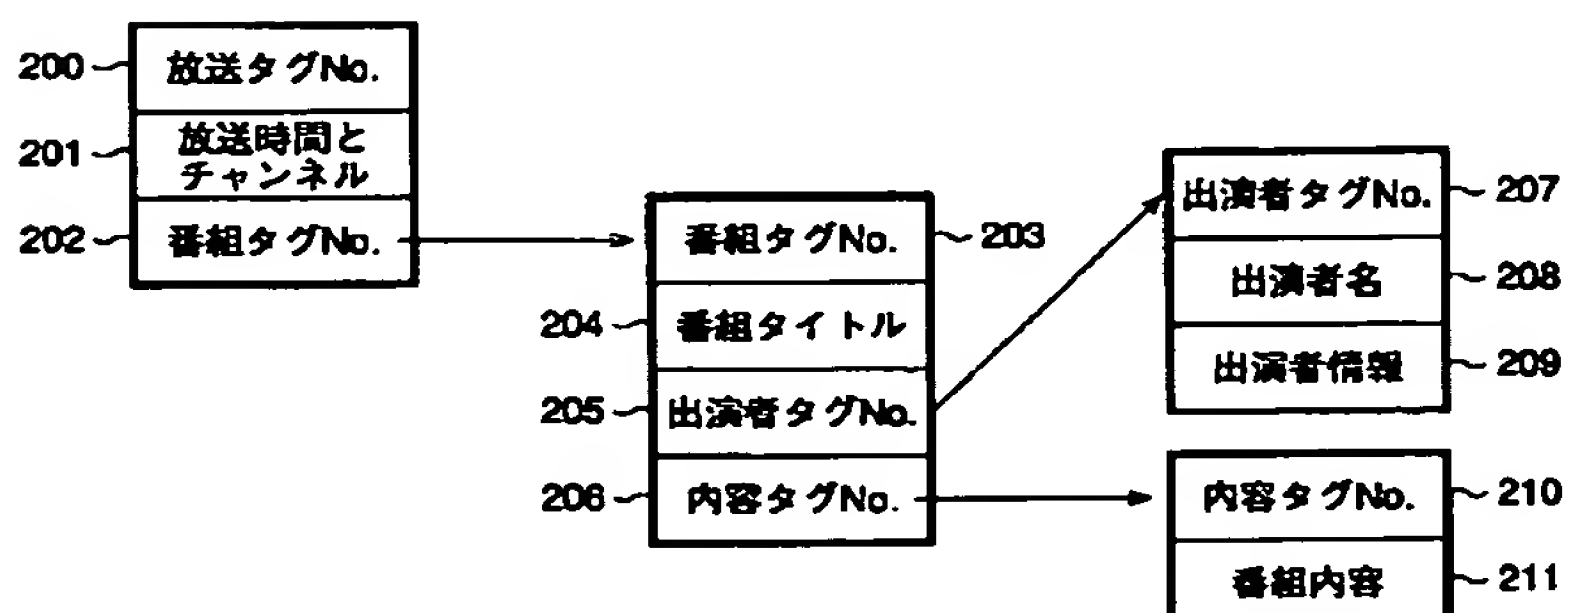 200
放送タグNo.
201
放送時間と
チャンネル
202
番組タグNo.
番組タグNo.
203
204
番組タイトル
205
出演者タグNo.
206
内容タグNo.
出演者タグNo.
207
出演者名
208
出演者情報
209
内容タグNo.
210
番組内容
211